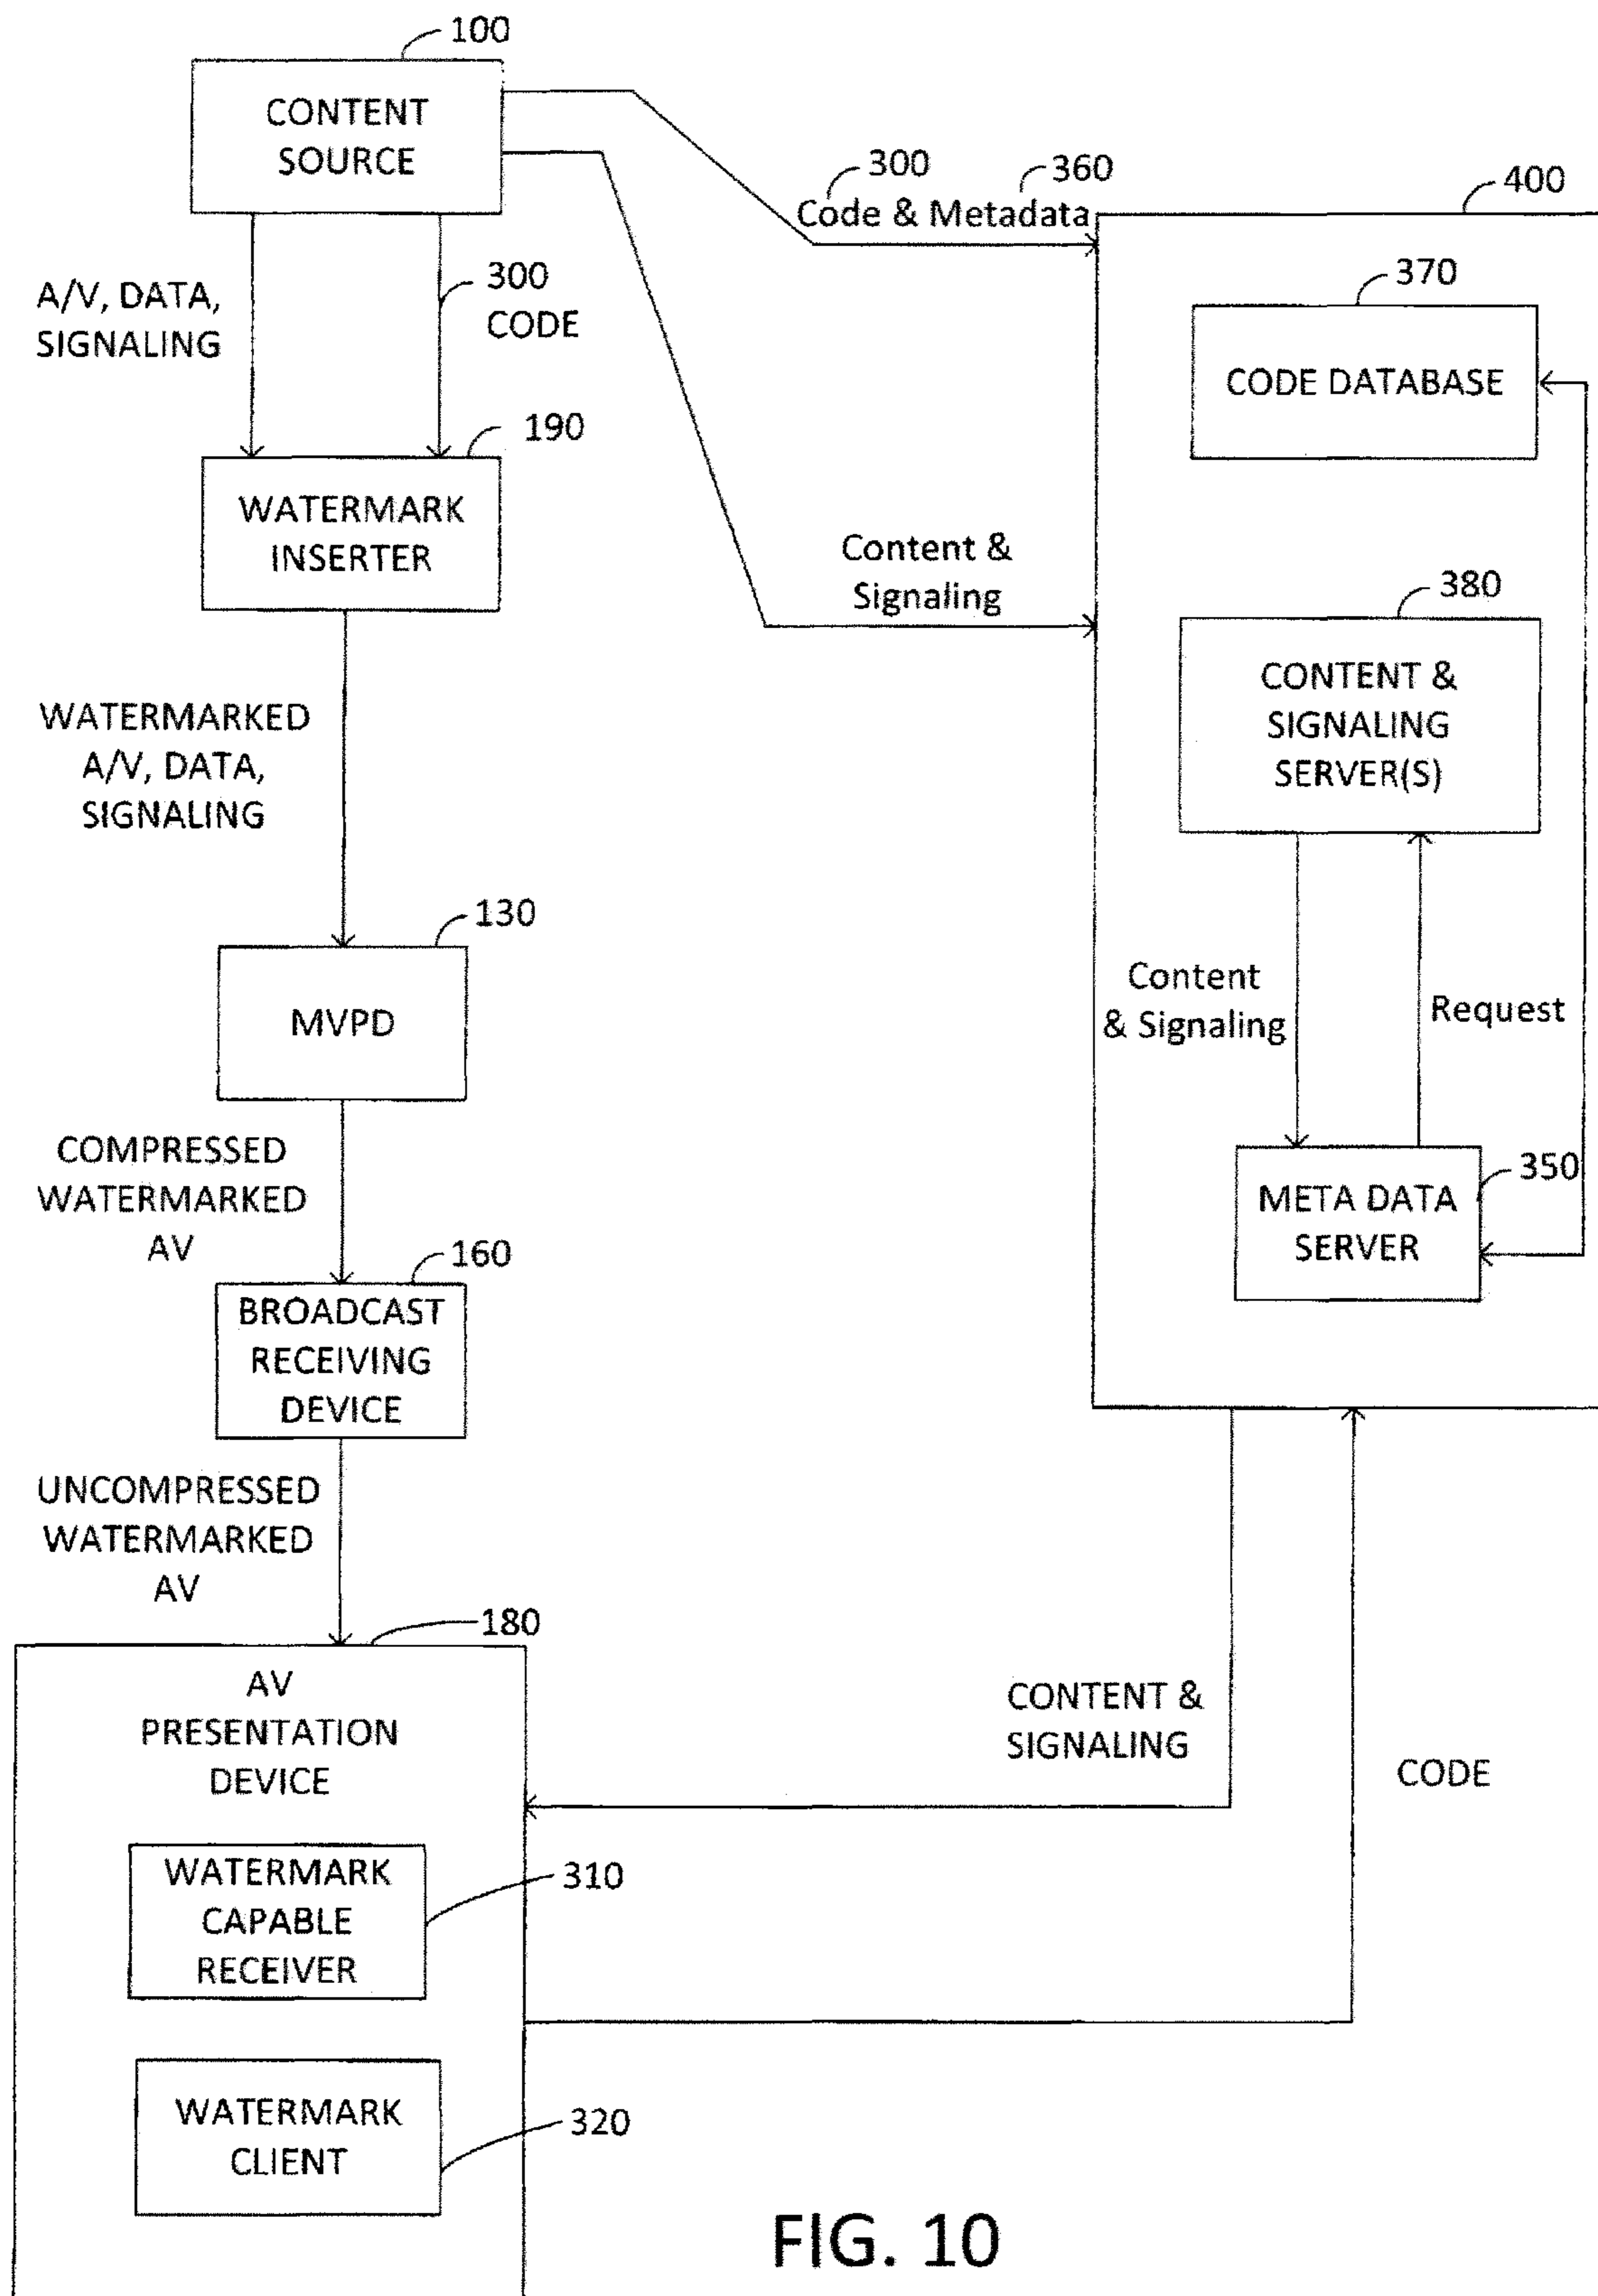 100
CONTENT
SOURCE
300
360
Code & Metadata
400
A/V, DATA,
SIGNALING
300
CODE
370
CODE DATABASE
190
WATERMARK
INSERTER
Content &
Signaling
380
CONTENT &
SIGNALING
SERVER(S)
WATERMARKED
A/V, DATA,
SIGNALING
130
MVPD
Content
& Signaling
Request
COMPRESSED
WATERMARKED
AV
350
META DATA
SERVER
160
BROADCAST
RECEIVING
DEVICE
UNCOMPRESSED
WATERMARKED
AV
180
AV
PRESENTATION
DEVICE
CONTENT &
SIGNALING
CODE
WATERMARK
CAPABLE
RECEIVER
310
WATERMARK
CLIENT
320
FIG. 10